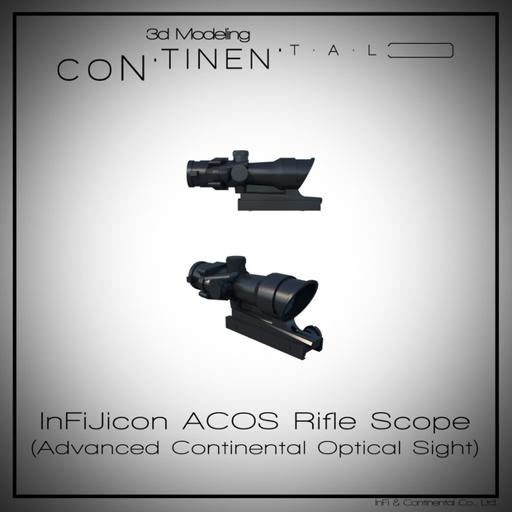 3d Modeling
CoN·TINEN·T·A·L
InFiJicon ACOS Rifle Scope
(Advanced Continental Optical Sight)
InFi & Continental Co., Ltd.